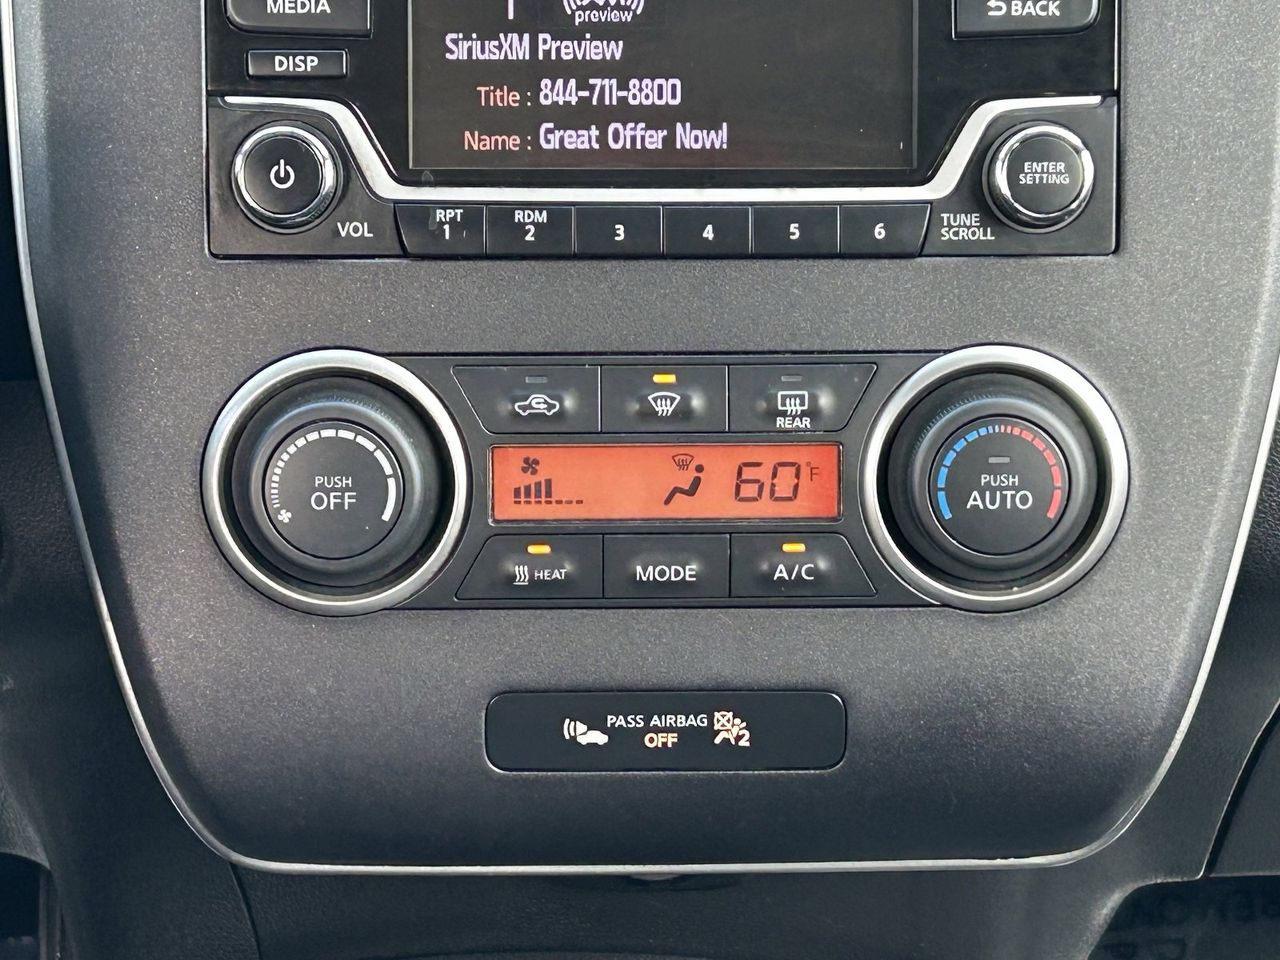 MEDIA
BACK
preview
SiriusXM Preview
DISP
Title : 844-711-8800
Name : Great Offer Now!
ENTER
SETTING
VOL
RPT
1
RDM
2
3
4
5
6
TUNE
SCROLL
REAR
PUSH
OFF
60°F
PUSH
AUTO
HEAT
MODE
A/C
PASS AIRBAG
OFF
2